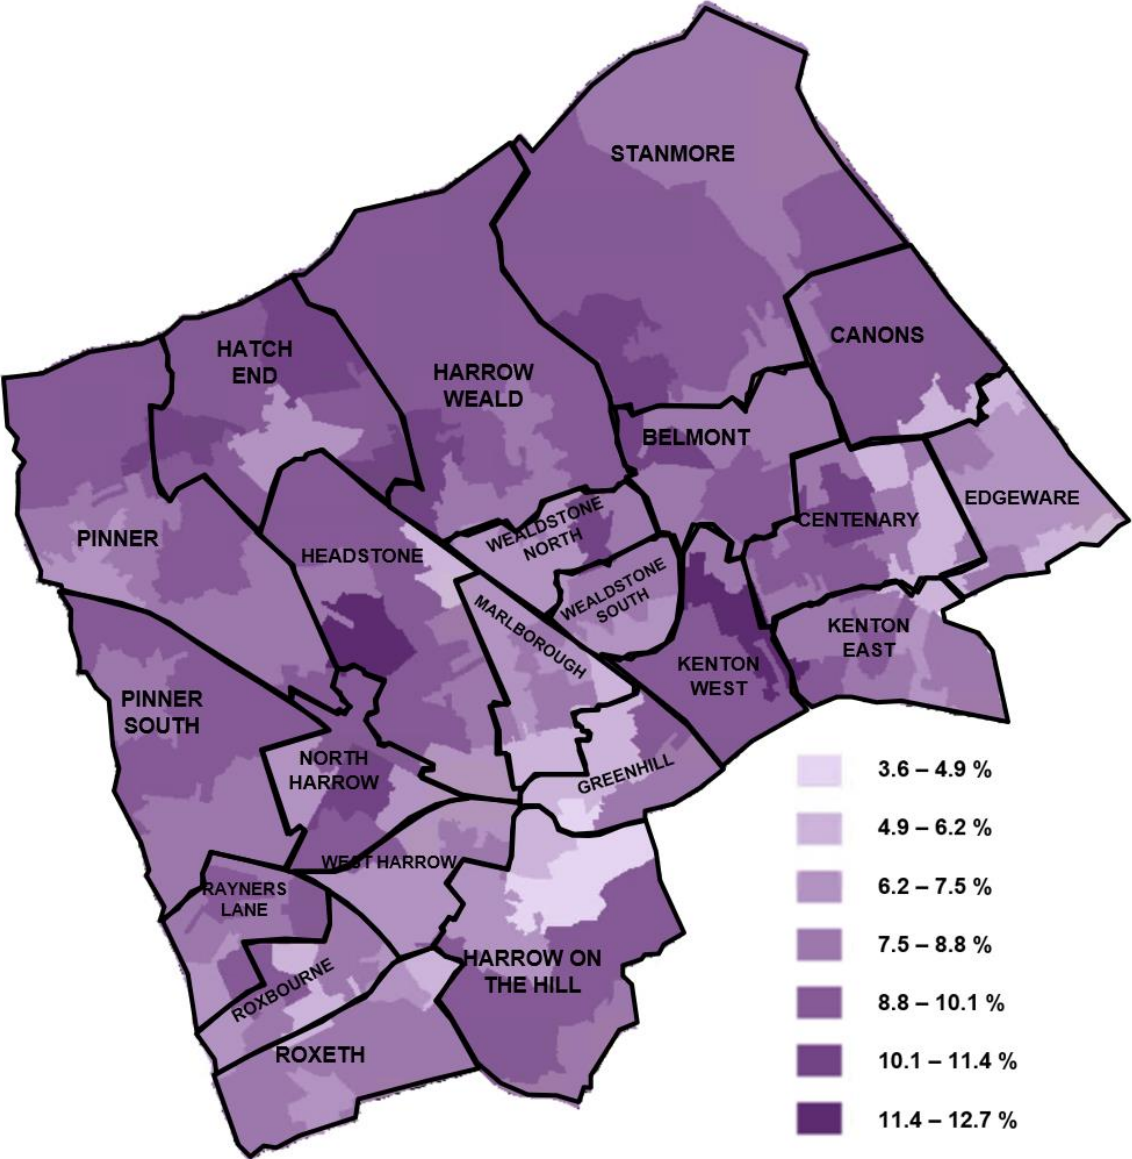 STANMORE
CANONS
HATCH
END
HARROW
WEALD
BELMONT
EDGEWARE
CENTENARY
WEALDSTONE
NORTH
PINNER
HEADSTONE
WEALDSTONE
SOUTH
MARLBOROUGH
KENTON
EAST
KENTON
WEST
PINNER
SOUTH
NORTH
HARROW
GREENHILL
WEST HARROW
RAYNERS
LANE
HARROW ON
THE HILL
ROXBOURNE
ROXETH
3.6 – 4.9 %
4.9 – 6.2 %
6.2 – 7.5 %
7.5 – 8.8 %
8.8 – 10.1 %
10.1 – 11.4 %
11.4 – 12.7 %